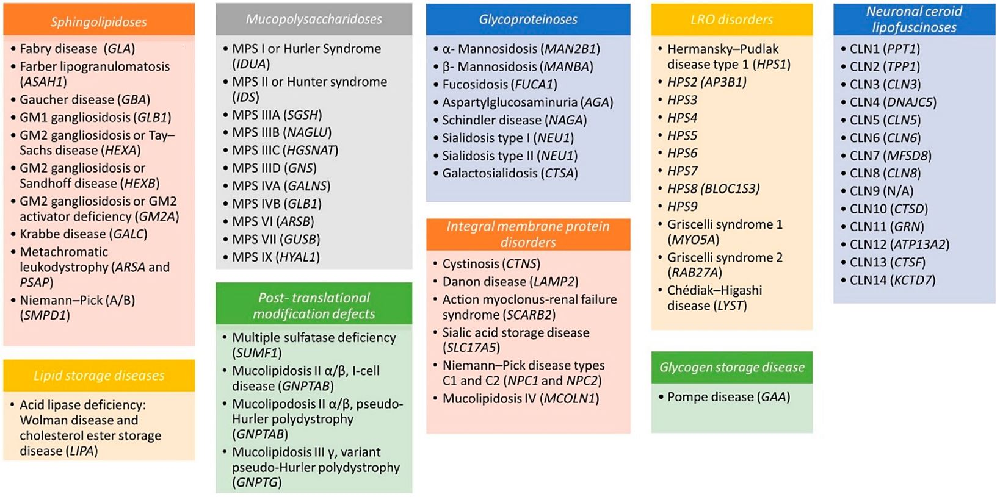 Sphingolipidoses
• Fabry disease (GLA)
• Farber lipogranulomatosis
(ASAH1)
• Gaucher disease (GBA)
• GM1 gangliosidosis (GLB1)
• GM2 gangliosidosis or Tay–
Sachs disease (HEXA)
• GM2 gangliosidosis or
Sandhoff disease (HEXB)
• GM2 gangliosidosis or GM2
activator deficiency (GM2A)
• Krabbe disease (GALC)
• Metachromatic
leukodystrophy (ARSA and
PSAP)
• Niemann–Pick (A/B)
(SMPD1)
Lipid storage diseases
• Acid lipase deficiency:
Wolman disease and
cholesterol ester storage
disease (LIPA)
Mucopolysaccharidoses
• MPS I or Hurler Syndrome
(IDUA)
• MPS II or Hunter syndrome
(IDS)
• MPS IIIA (SGSH)
• MPS IIIB (NAGLU)
• MPS IIIC (HGSNAT)
• MPS IIID (GNS)
• MPS IVA (GALNS)
• MPS IVB (GLB1)
• MPS VI (ARSB)
• MPS VII (GUSB)
• MPS IX (HYAL1)
Post- translational
modification defects
• Multiple sulfatase deficiency
(SUMF1)
• Mucolipidosis II α/β, I-cell
disease (GNPTAB)
• Mucolipodosis II α/β, pseudo-
Hurler polydystrophy
(GNPTAB)
• Mucolipidosis III γ, variant
pseudo-Hurler polydystrophy
(GNPTG)
Glycoproteinoses
• α- Mannosidosis (MAN2B1)
• β- Mannosidosis (MANBA)
• Fucosidosis (FUCA1)
• Aspartylglucosaminuria (AGA)
• Schindler disease (NAGA)
• Sialidosis type I (NEU1)
• Sialidosis type II (NEU1)
• Galactosialidosis (CTSA)
Integral membrane protein
disorders
• Cystinosis (CTNS)
• Danon disease (LAMP2)
• Action myoclonus-renal failure
syndrome (SCARB2)
• Sialic acid storage disease
(SLC17A5)
• Niemann–Pick disease types
C1 and C2 (NPC1 and NPC2)
• Mucolipidosis IV (MCOLN1)
LRO disorders
• Hermansky–Pudlak
disease type 1 (HPS1)
• HPS2 (AP3B1)
• HPS3
• HPS4
• HPS5
• HPS6
• HPS7
• HPS8 (BLOC1S3)
• HPS9
• Griscelli syndrome 1
(MYO5A)
• Griscelli syndrome 2
(RAB27A)
• Chédiak–Higashi
disease (LYST)
Glycogen storage disease
• Pompe disease (GAA)
Neuronal ceroid
lipofuscinoses
• CLN1 (PPT1)
• CLN2 (TPP1)
• CLN3 (CLN3)
• CLN4 (DNAJC5)
• CLN5 (CLN5)
• CLN6 (CLN6)
• CLN7 (MFSD8)
• CLN8 (CLN8)
• CLN9 (N/A)
• CLN10 (CTSD)
• CLN11 (GRN)
• CLN12 (ATP13A2)
• CLN13 (CTSF)
• CLN14 (KCTD7)